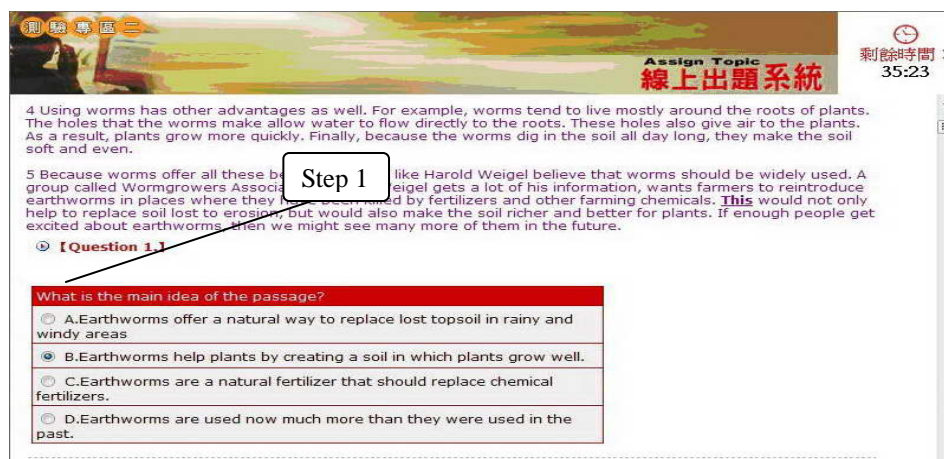 測驗專區二
Assign Topic
線上出題系統
剩餘時間：
35:23
4 Using worms has other advantages as well. For example, worms tend to live mostly around the roots of plants.
The holes that the worms make allow water to flow directly to the roots. These holes also give air to the plants.
As a result, plants grow more quickly. Finally, because the worms dig in the soil all day long, they make the soil
soft and even.
5 Because worms offer all these be like Harold Weigel believe that worms should be widely used. A
group called Wormgrowers Associa eigel gets a lot of his information, wants farmers to reintroduce
earthworms in places where they have been killed by fertilizers and other farming chemicals. This would not only
help to replace soil lost to erosion, but would also make the soil richer and better for plants. If enough people get
excited about earthworms, then we might see many more of them in the future.
Step 1
【Question 1.】
What is the main idea of the passage?
A.Earthworms offer a natural way to replace lost topsoil in rainy and
windy areas
B.Earthworms help plants by creating a soil in which plants grow well.
C.Earthworms are a natural fertilizer that should replace chemical
fertilizers.
D.Earthworms are used now much more than they were used in the
past.